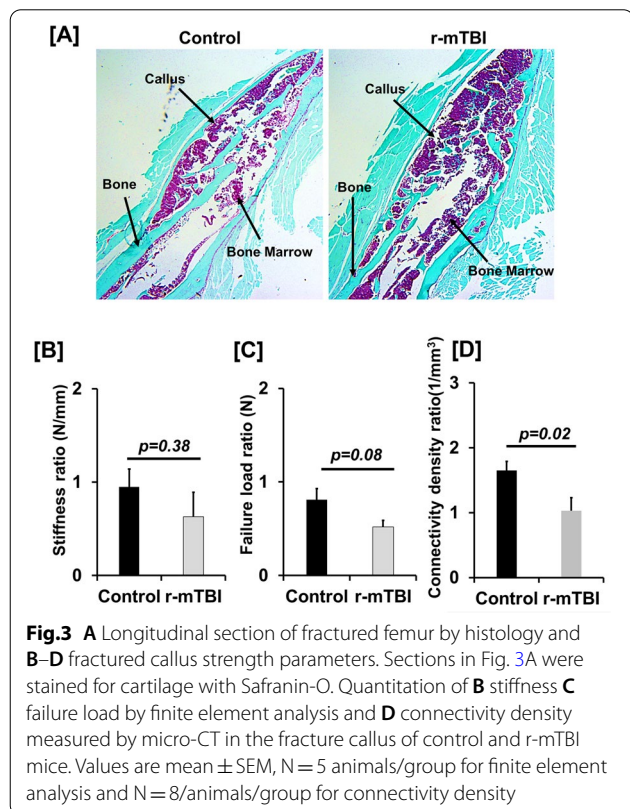 [A]
Control
r-mTBI
Callus
Callus
Bone
Bone
Bone Marrow
Bone Marrow
[B]
Stiffness ratio (N/mm)
2
1
0
p=0.38
Control r-mTBI
[C]
Failure load ratio (N)
2
1
0
p=0.08
Control r-mTBI
[D]
Connectivity density ratio(1/mm³)
3
2
1
0
p=0.02
Control r-mTBI
Fig.3 A Longitudinal section of fractured femur by histology and
B–D fractured callus strength parameters. Sections in Fig. 3A were
stained for cartilage with Safranin-O. Quantitation of B stiffness C
failure load by finite element analysis and D connectivity density
measured by micro-CT in the fracture callus of control and r-mTBI
mice. Values are mean ± SEM, N = 5 animals/group for finite element
analysis and N = 8/animals/group for connectivity density